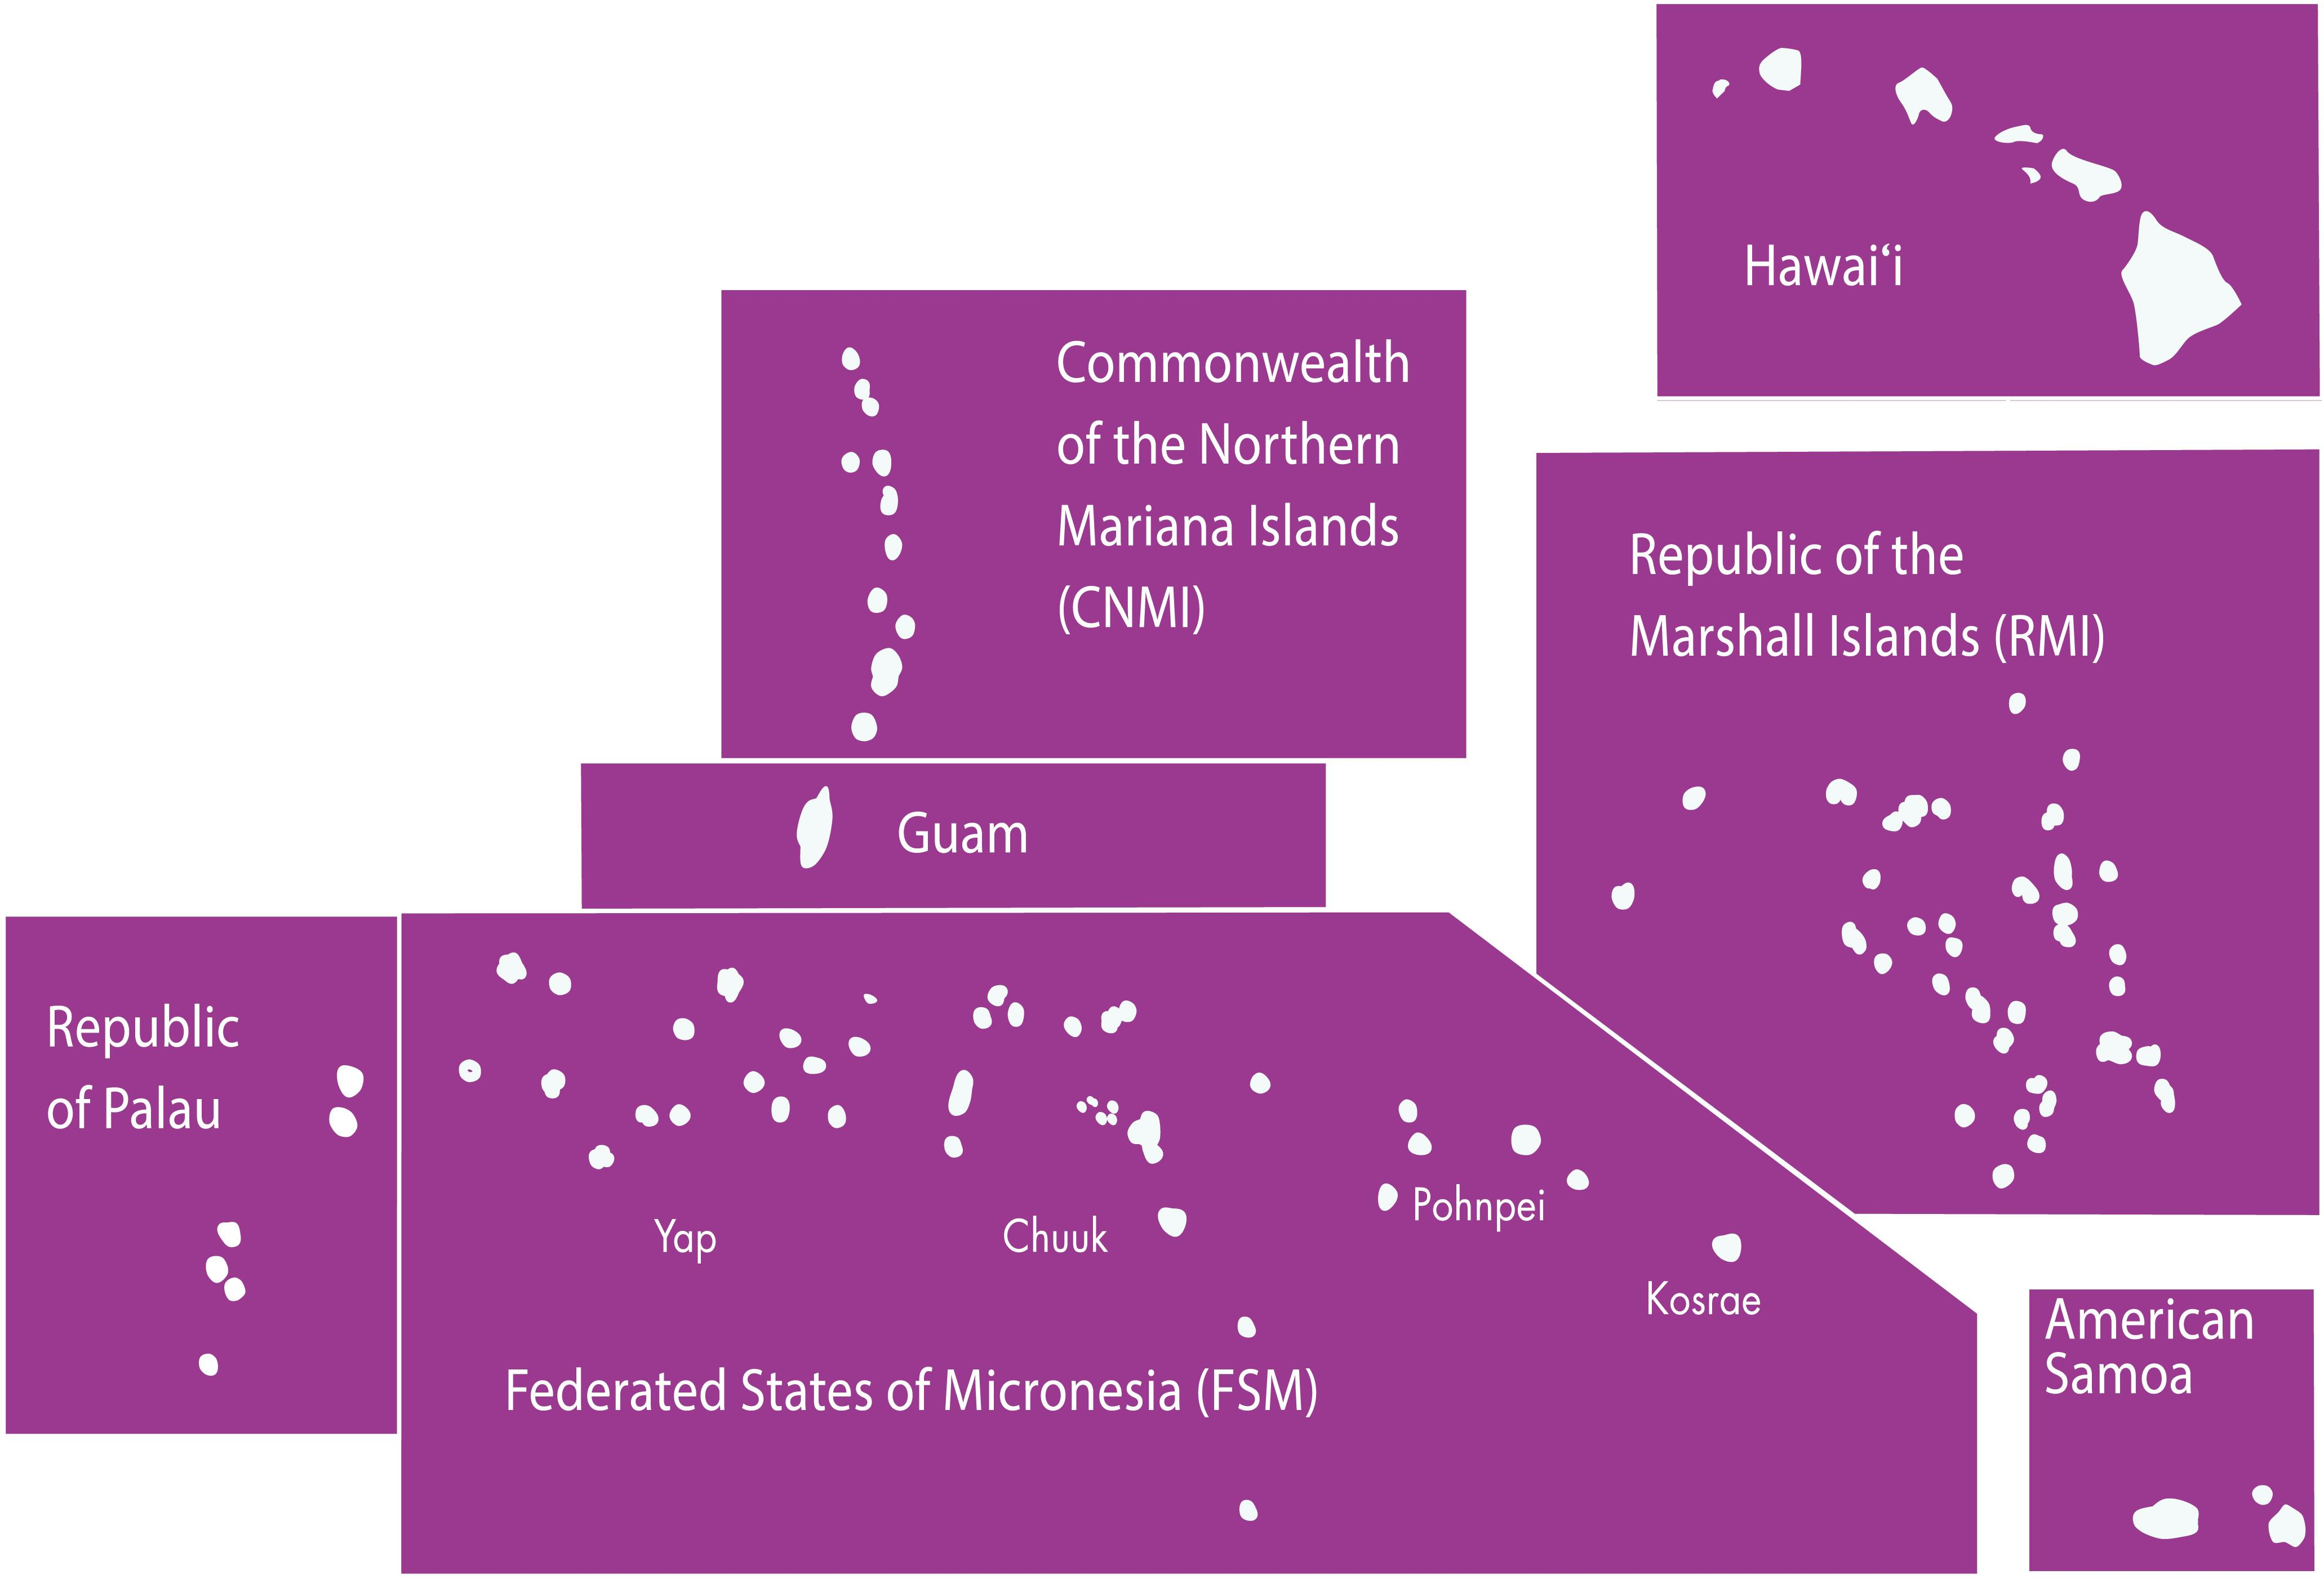 Hawaiʻi
Commonwealth
of the Northern
Mariana Islands
(CNMI)
Republic of the
Marshall Islands (RMI)
Guam
Republic
of Palau
Yap
Chuuk
Pohnpei
Kosrae
Federated States of Micronesia (FSM)
American
Samoa